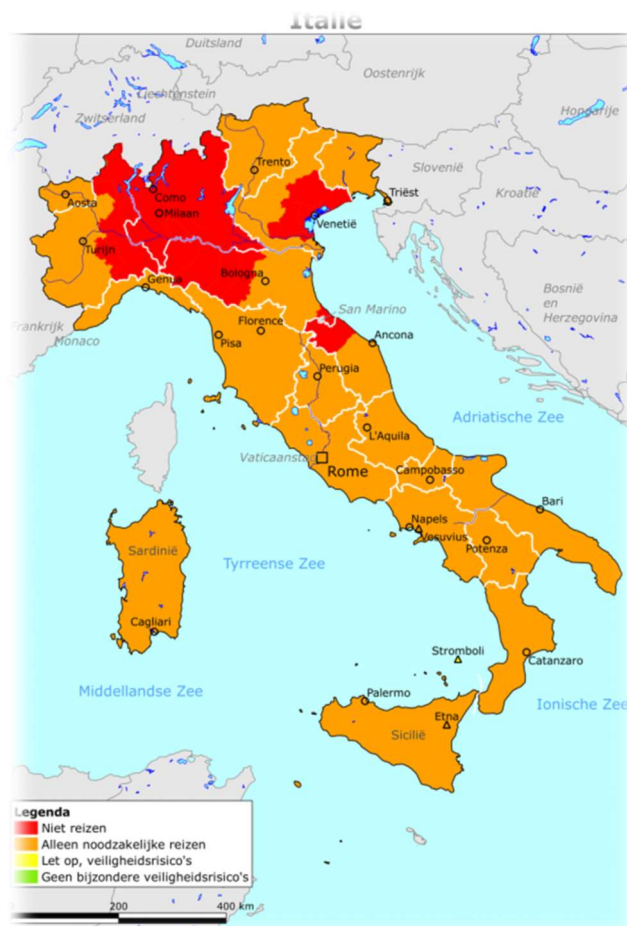 Italië
Duitsland
Oostenrijk
Liechtenstein
Zwitserland
Hongarije
Slovenië
Kroatië
Trento
Como
Milaan
Aosta
Triëst
Venetië
Turijn
Bologna
Genua
Bosnië
en
Herzegovina
San Marino
Frankrijk
Monaco
Florence
Pisa
Ancona
Perugia
Adriatische Zee
L'Aquila
Vaticaanstad
Rome
Campobasso
Bari
Napels
Vesuvius
Potenza
Sardinië
Tyrreense Zee
Cagliari
Stromboli
Catanzaro
Middellandse Zee
Ionische Zee
Palermo
Etna
Sicilië
Legenda
Niet reizen
Alleen noodzakelijke reizen
Let op, veiligheidsrisico's
Geen bijzondere veiligheidsrisico's
200
400 km